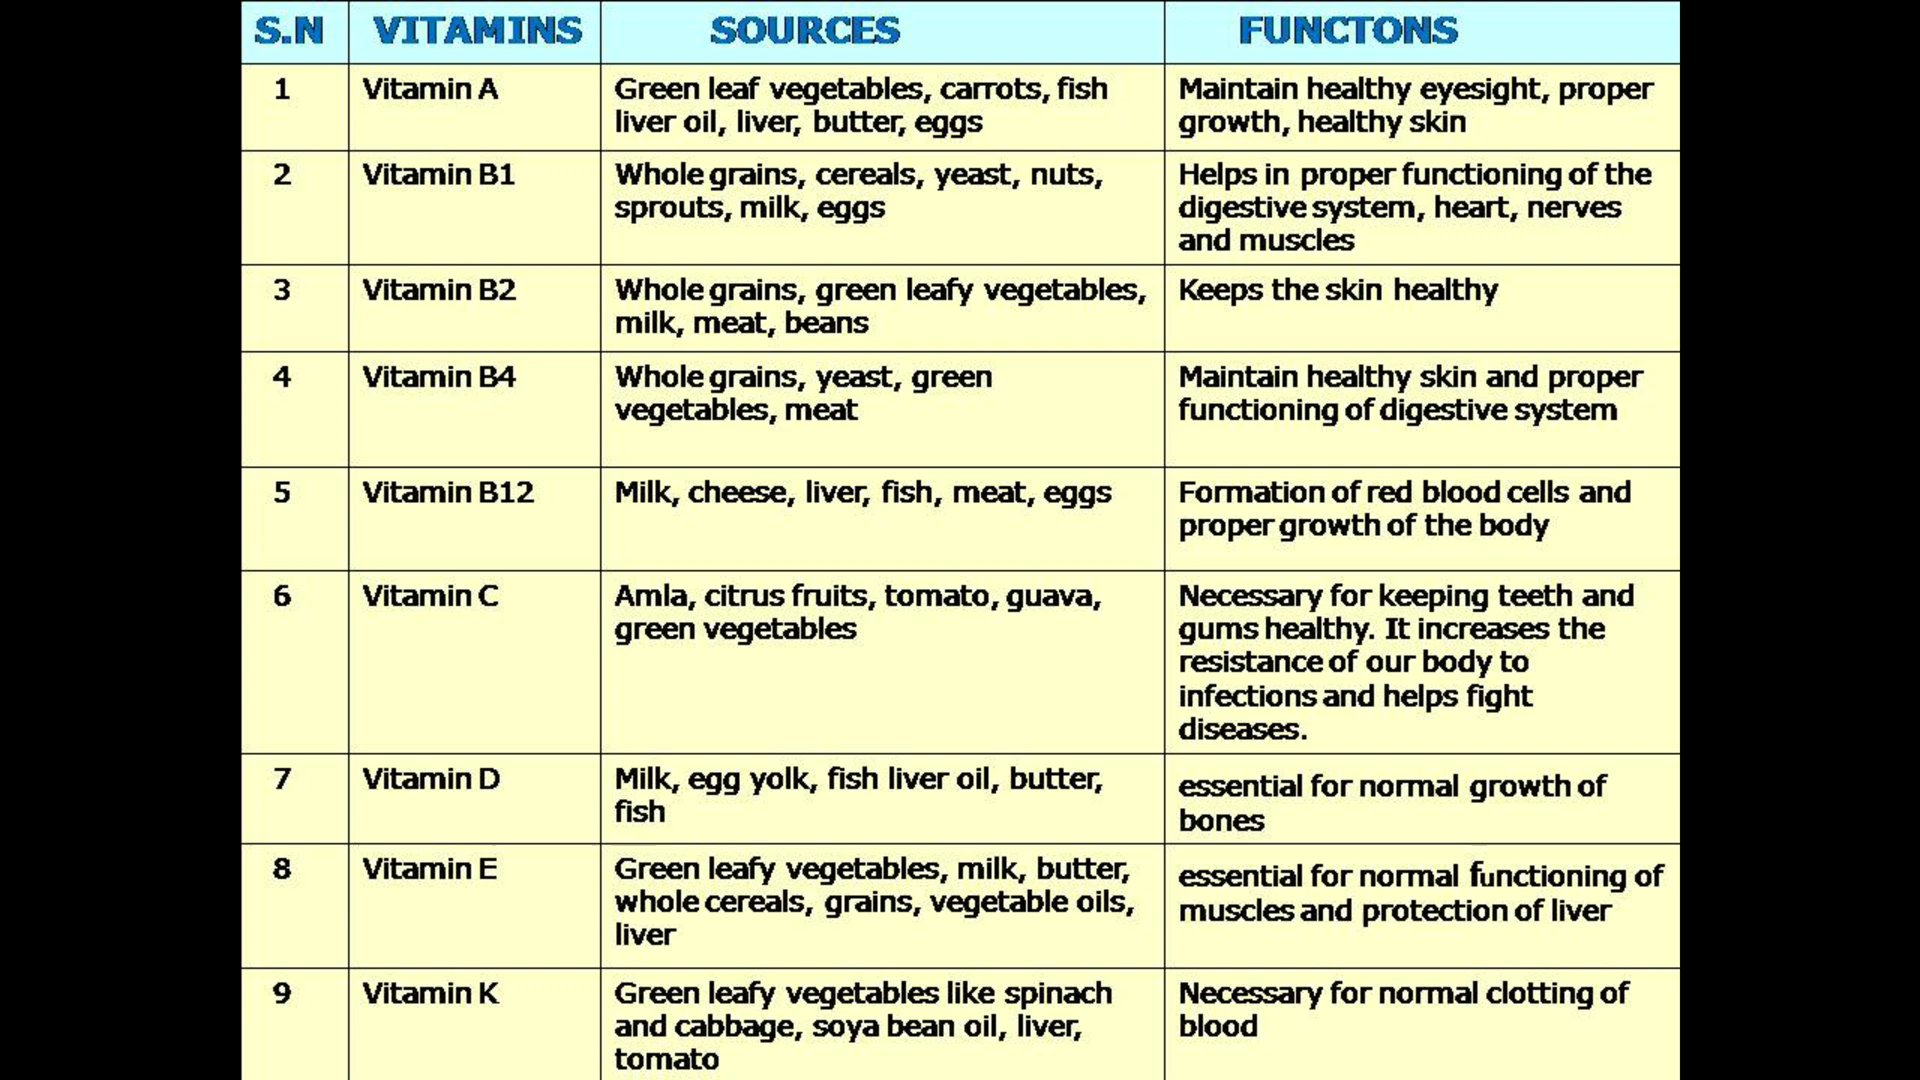 S.N VITAMINS SOURCES FUNCTONS
1 Vitamin A Green leaf vegetables, carrots, fish Maintain healthy eyesight, proper
liver oil, liver, butter, eggs growth, healthy skin
2 Vitamin B1 Whole grains, cereals, yeast, nuts, Helps in proper functioning of the
sprouts, milk, eggs digestive system, heart, nerves
and muscles
3 Vitamin B2 Whole grains, green leafy vegetables, Keeps the skin healthy
milk, meat, beans
4 Vitamin B4 Whole grains, yeast, green Maintain healthy skin and proper
vegetables, meat functioning of digestive system
5 Vitamin B12 Milk, cheese, liver, fish, meat, eggs Formation of red blood cells and
proper growth of the body
6 Vitamin C Amla, citrus fruits, tomato, guava, Necessary for keeping teeth and
green vegetables gums healthy. It increases the
resistance of our body to
infections and helps fight
diseases.
7 Vitamin D Milk, egg yolk, fish liver oil, butter, essential for normal growth of
fish bones
8 Vitamin E Green leafy vegetables, milk, butter, essential for normal functioning of
whole cereals, grains, vegetable oils, muscles and protection of liver
liver
9 Vitamin K Green leafy vegetables like spinach Necessary for normal clotting of
and cabbage, soya bean oil, liver, blood
tomato